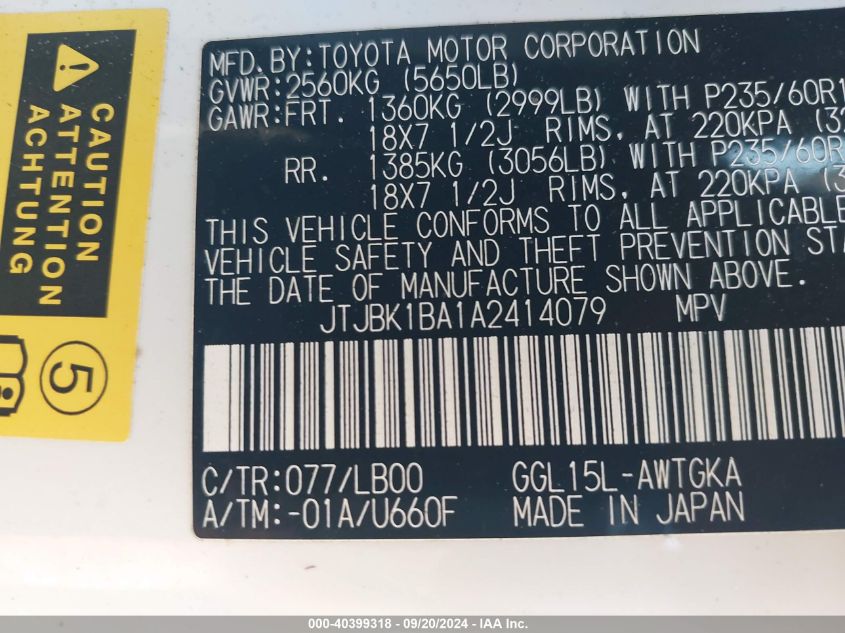 CAUTION
ATTENTION
ACHTUNG
5
MFD. BY: TOYOTA MOTOR CORPORATION
GVWR: 2560KG (5650LB)
GAWR: FRT. 1360KG (2999LB) WITH P235/60R1
18X7 1/2J RIMS, AT 220KPA (32
RR. 1385KG (3056LB) WITH P235/60R
18X7 1/2J RIMS, AT 220KPA (3
THIS VEHICLE CONFORMS TO ALL APPLICABLE
VEHICLE SAFETY AND THEFT PREVENTION STA
THE DATE OF MANUFACTURE SHOWN ABOVE.
JTJBK1BA1A2414079 MPV
C/TR: 077/LB00 GGL15L-AWTGKA
A/TM: -01A/U660F MADE IN JAPAN
000-40399318 - 09/20/2024 - IAA Inc.